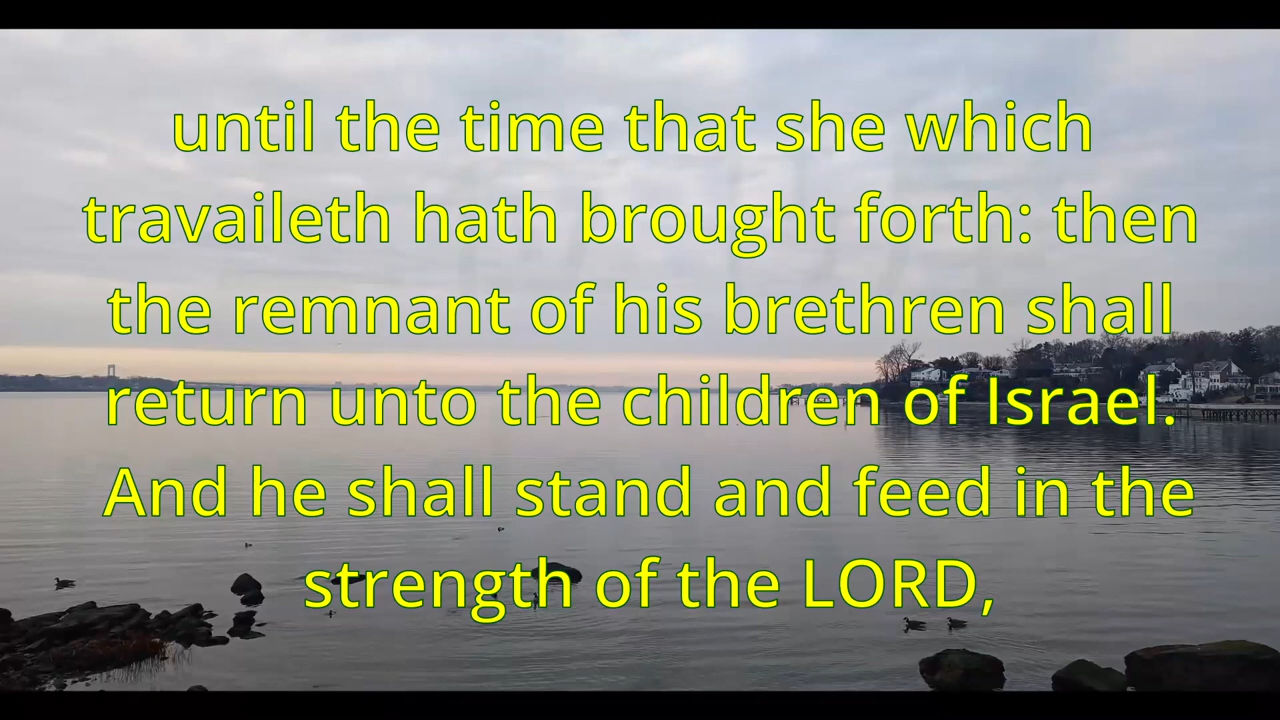 until the time that she which
travaileth hath brought forth: then
the remnant of his brethren shall
return unto the children of Israel.
And he shall stand and feed in the
strength of the LORD,